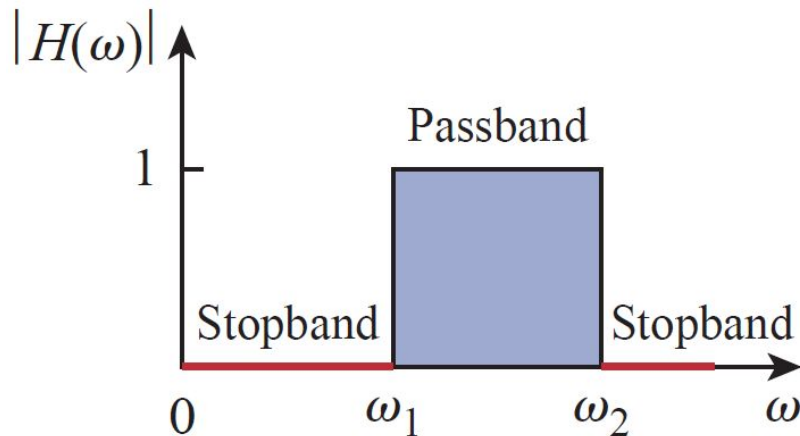 |H(ω)|
Passband
1
Stopband
Stopband
0
ω₁
ω₂
ω